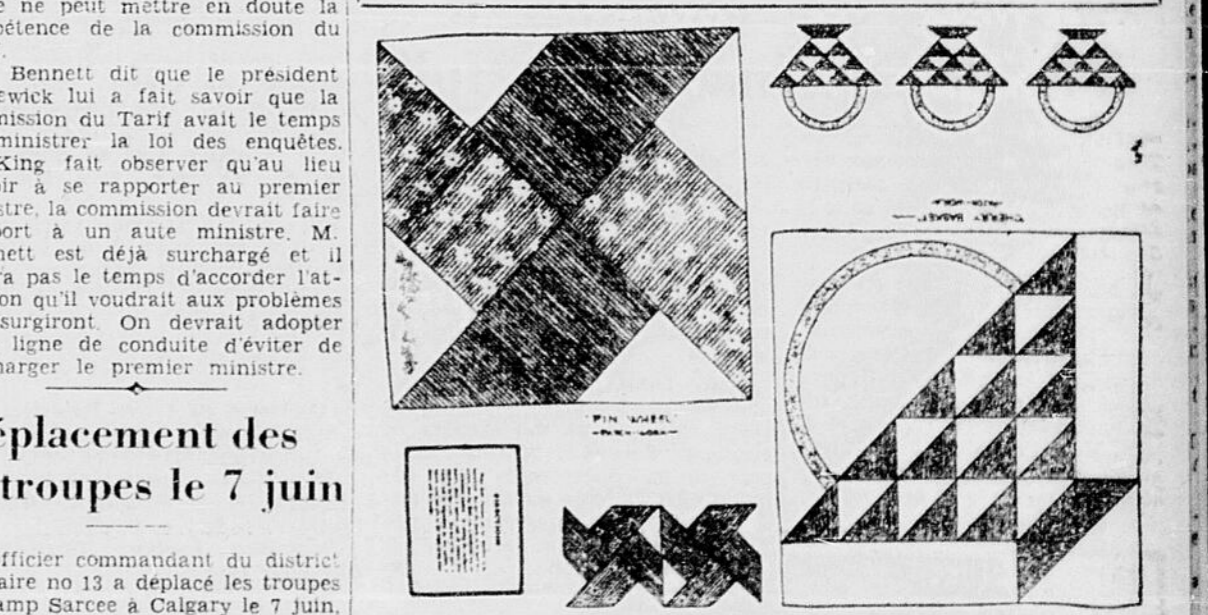 ne peut mettre en doute la
pétence de la commission du
Bennett dit que le président
ewick lui a fait savoir que la
mission du Tarif avait le temps
ministrer la loi des enquêtes.
King fait observer qu'au lieu
oir à se rapporter au premier
stre, la commission devrait faire
port à un aute ministre. M.
nett est déjà surchargé et il
ra pas le temps d'accorder l'at-
on qu'il voudrait aux problèmes
surgiront. On devrait adopter
ligne de conduite d'éviter de
harger le premier ministre.
éplacement des
troupes le 7 juin
fficier commandant du district
aire no 13 a déplacé les troupes
amp Sarcee à Calgary le 7 juin,
"CHERRY BASKET"
"PIN WHEEL"
-PATCH-WORK-